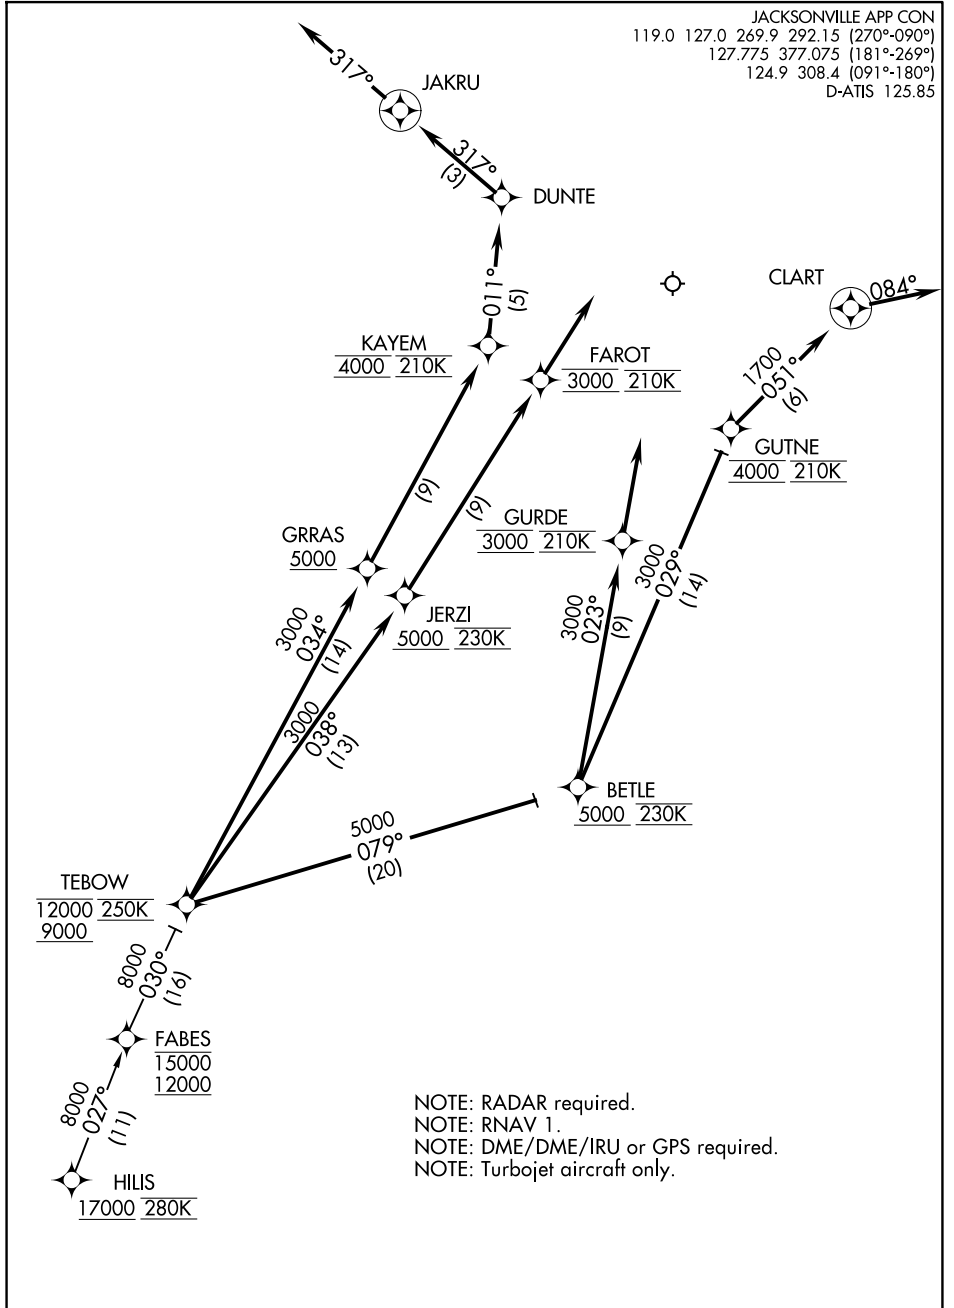 JACKSONVILLE APP CON
119.0 127.0 269.9 292.15 (270°-090°)
127.775 377.075 (181°-269°)
124.9 308.4 (091°-180°)
D-ATIS 125.85
317°
JAKRU
317°
(3)
DUNTE
CLART
084°
011°
(5)
KAYEM
4000 210K
FAROT
3000 210K
1700
051°
(6)
GUTNE
4000 210K
(9)
(9)
GURDE
3000 210K
GRRAS
5000
3000
029°
(14)
JERZI
5000 230K
3000
023°
(9)
3000
034°
(14)
3000
038°
(13)
BETLE
5000 230K
5000
079°
(20)
TEBOW
12000 250K
9000
8000
030°
(16)
FABES
15000
12000
8000
027°
(11)
NOTE: RADAR required.
NOTE: RNAV 1.
NOTE: DME/DME/IRU or GPS required.
NOTE: Turbojet aircraft only.
HILIS
17000 280K